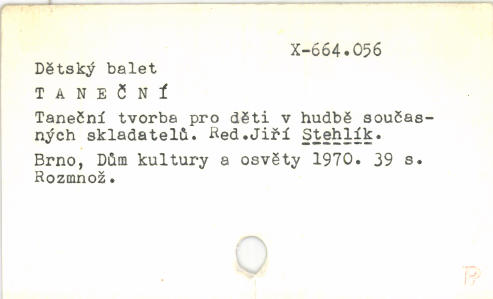 X-664.056
Dětský balet
T A N E Č N Í
Taneční tvorba pro děti v hudbě součas-
ných skladatelů. Red.Jiří Stehlík.
Brno, Dům kultury a osvěty 1970. 39 s.
Rozmnož.